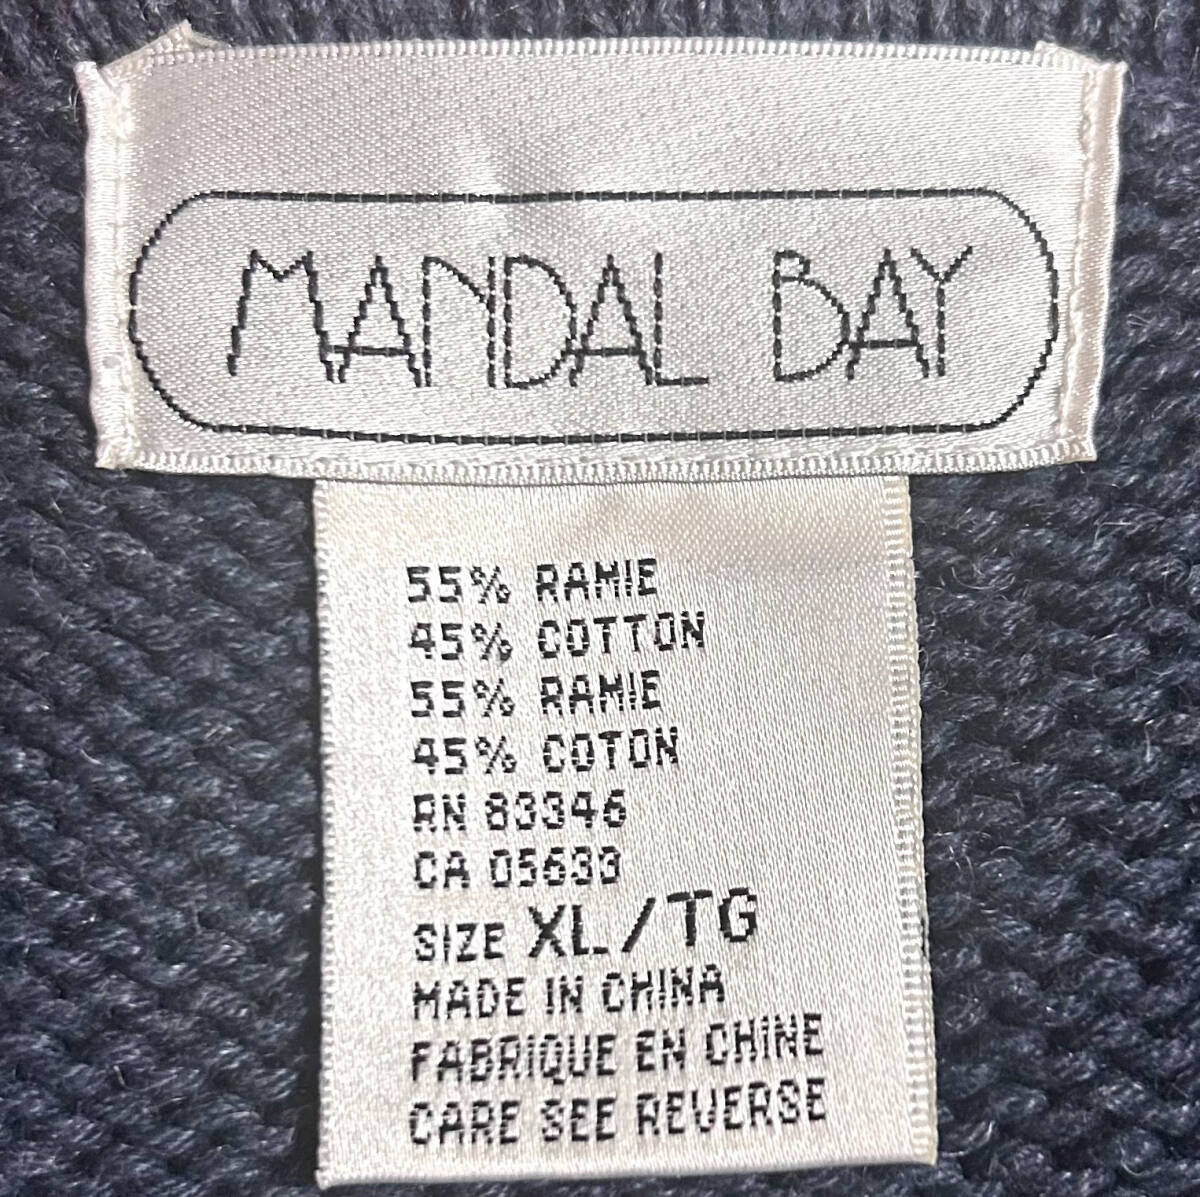 MANDAL BAY
55% RAMIE
45% COTTON
55% RAMIE
45% COTON
RN 83346
CA 05633
SIZE XL/TG
MADE IN CHINA
FABRIQUE EN CHINE
CARE SEE REVERSE